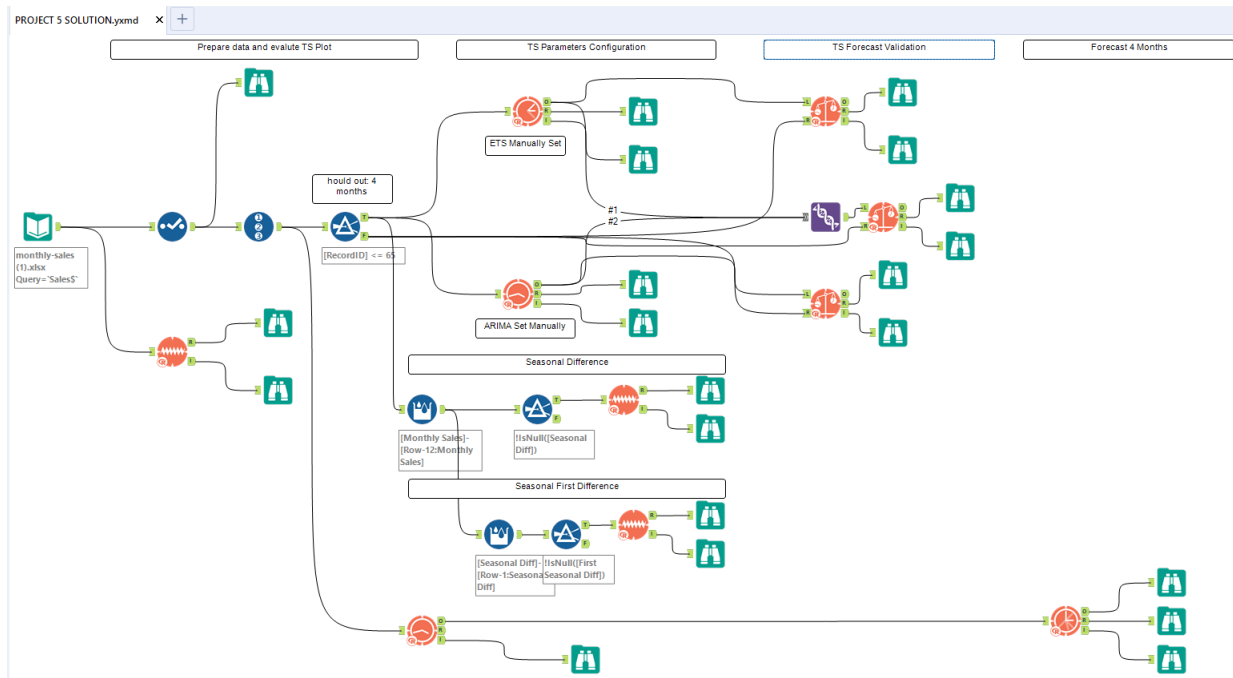 PROJECT 5 SOLUTION.yxmd
Prepare data and evalute TS Plot
TS Parameters Configuration
TS Forecast Validation
Forecast 4 Months
ETS Manually Set
hould out: 4
months
#1
#2
[RecordID] <= 65
monthly-sales
(1).xlsx
Query=`Sales$`
ARIMA Set Manually
Seasonal Difference
[Monthly Sales]-
[Row-12:Monthly
Sales]
!IsNull([Seasonal
Diff])
Seasonal First Difference
[Seasonal Diff]-
[Row-1:Seasonal
Diff]
!IsNull([First
Seasonal Diff])